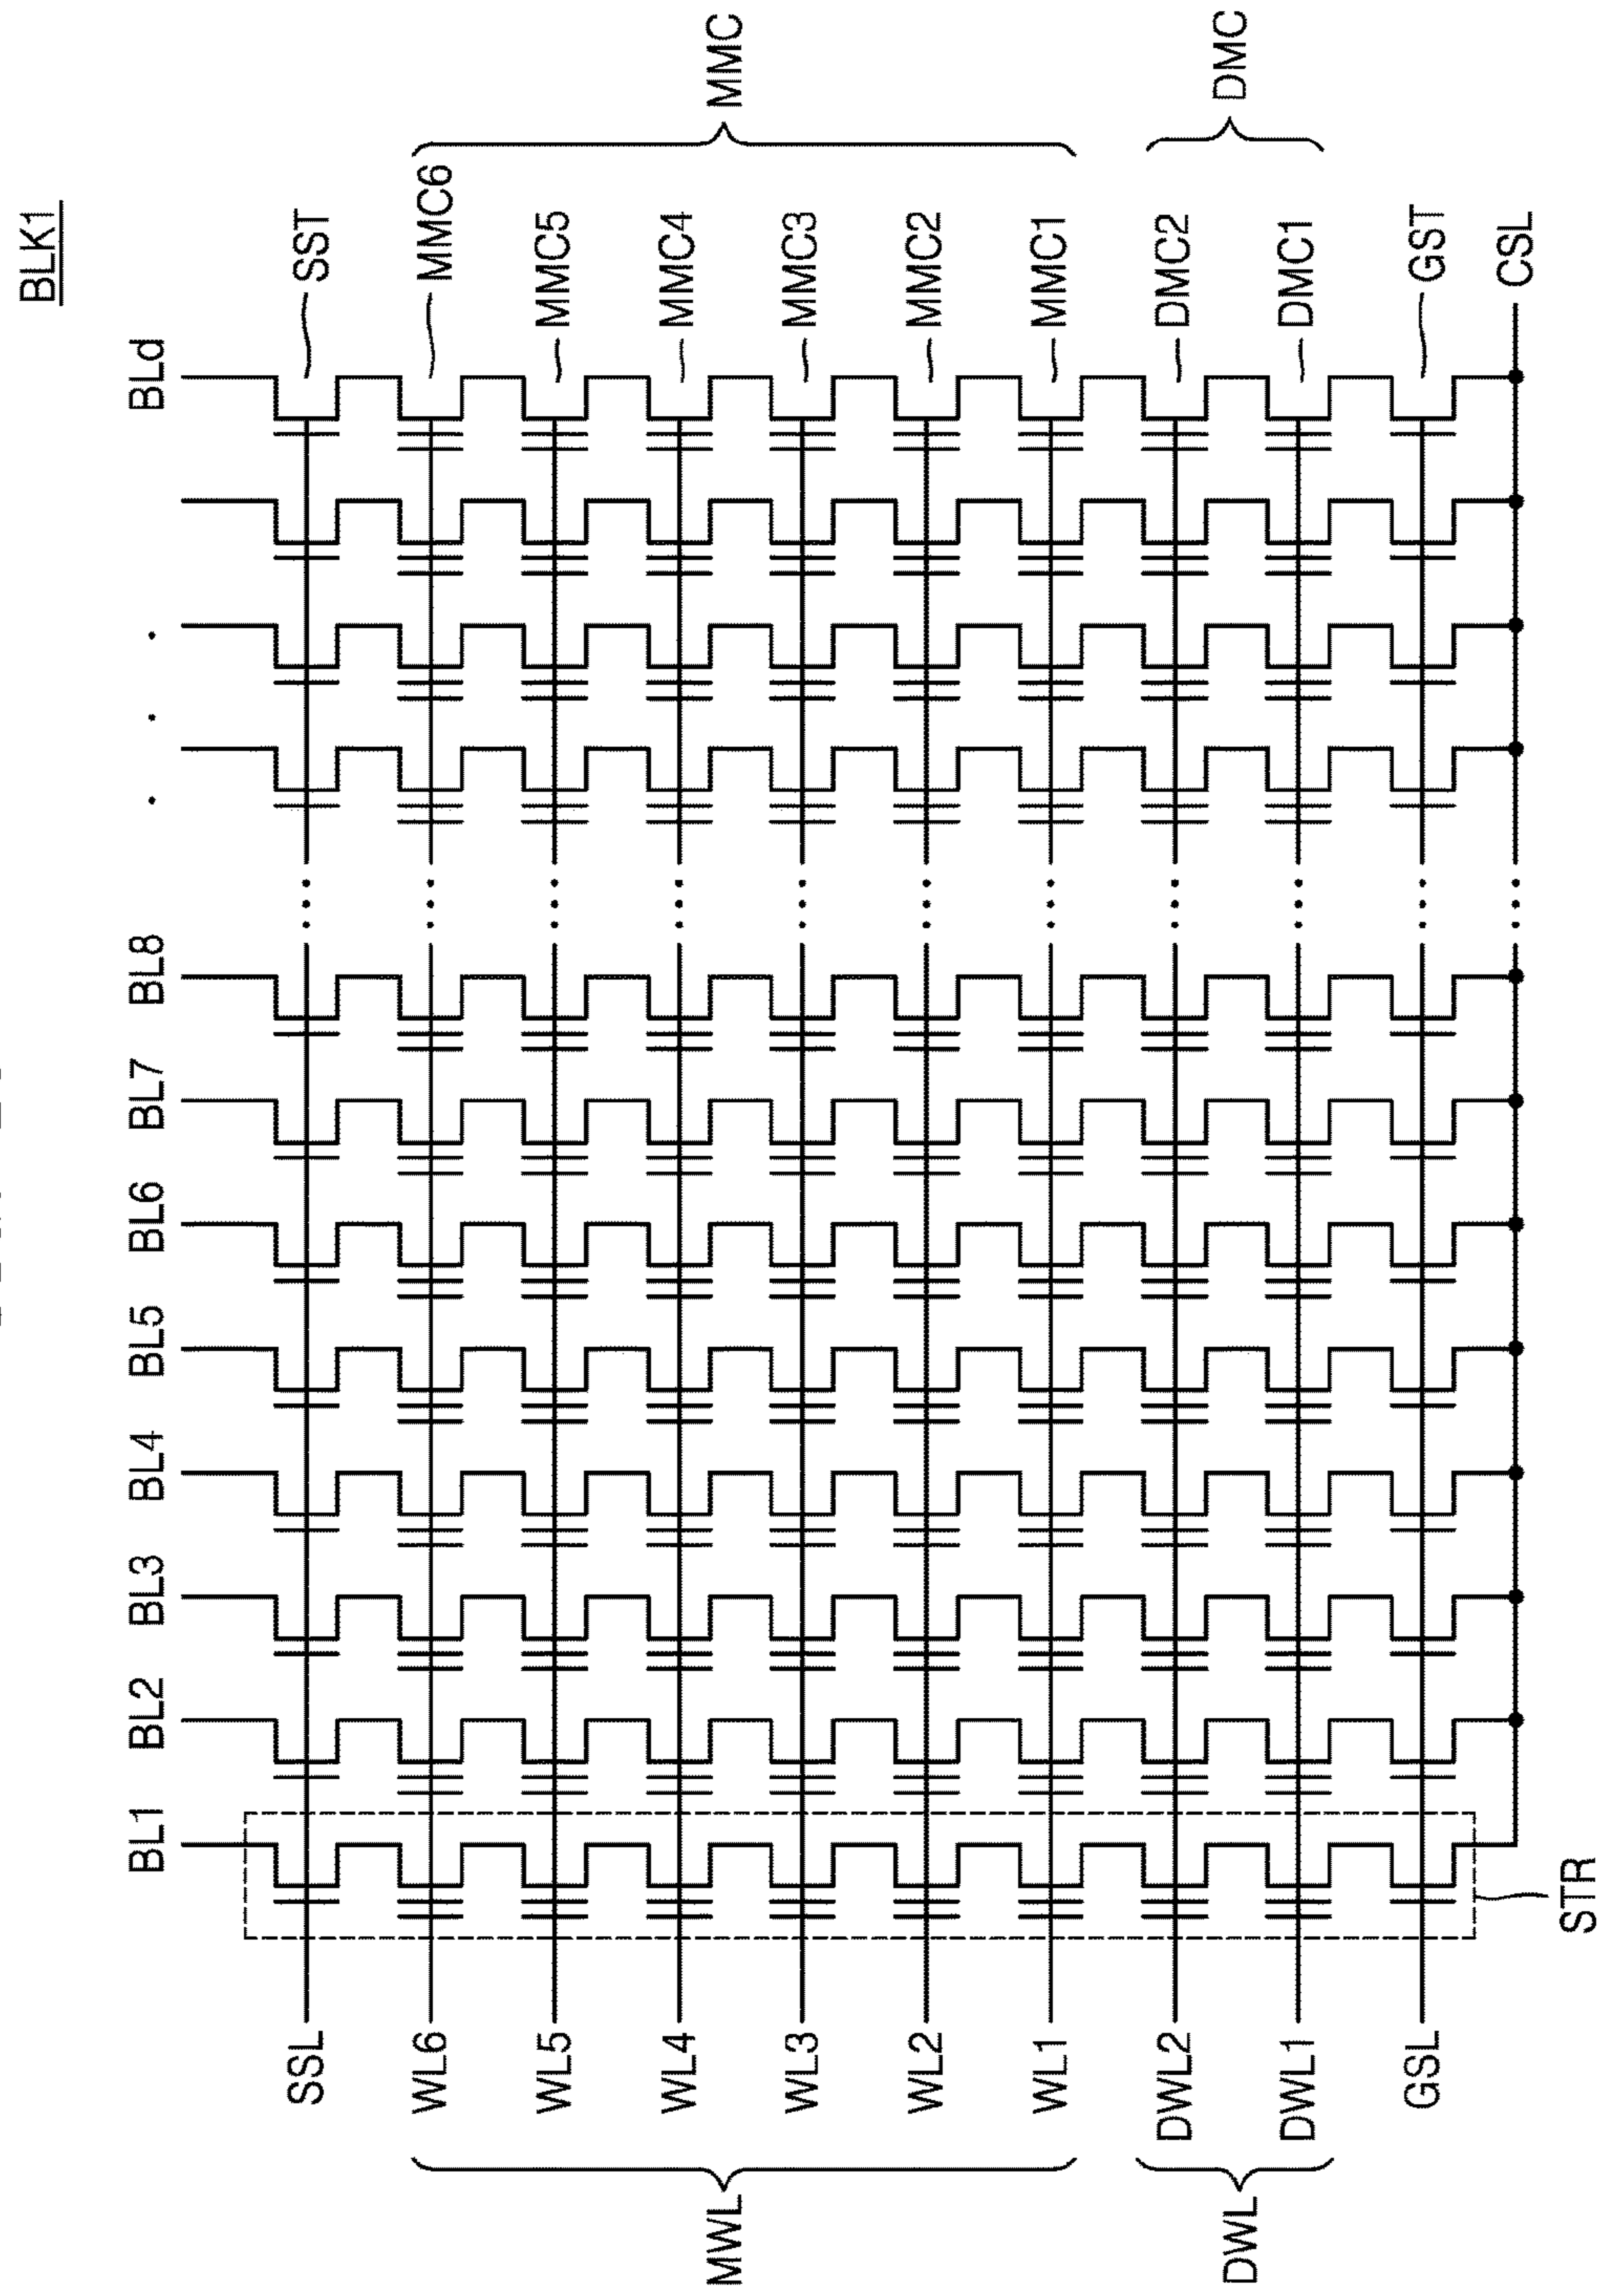 BLK1
BL1 BL2 BL3 BL4 BL5 BL6 BL7 BL8 . . . BLd
SSL SST
WL6 MMC6
WL5 MMC5
WL4 MMC4
MWL MMC
WL3 MMC3
WL2 MMC2
WL1 MMC1
DWL2 DMC2
DWL DMC
DWL1 DMC1
GSL GST
CSL
STR